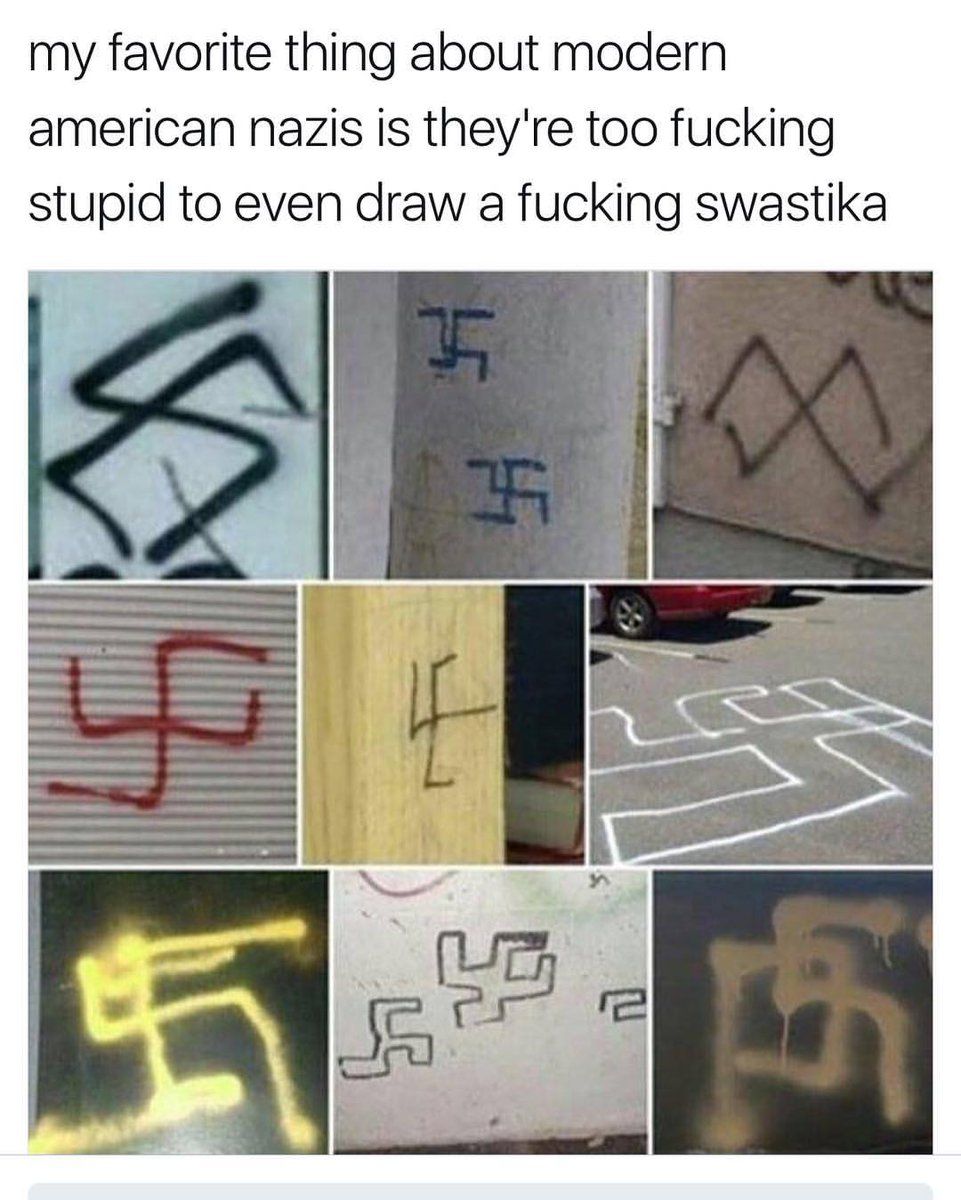 my favorite thing about modern
american nazis is they're too fucking
stupid to even draw a fucking swastika